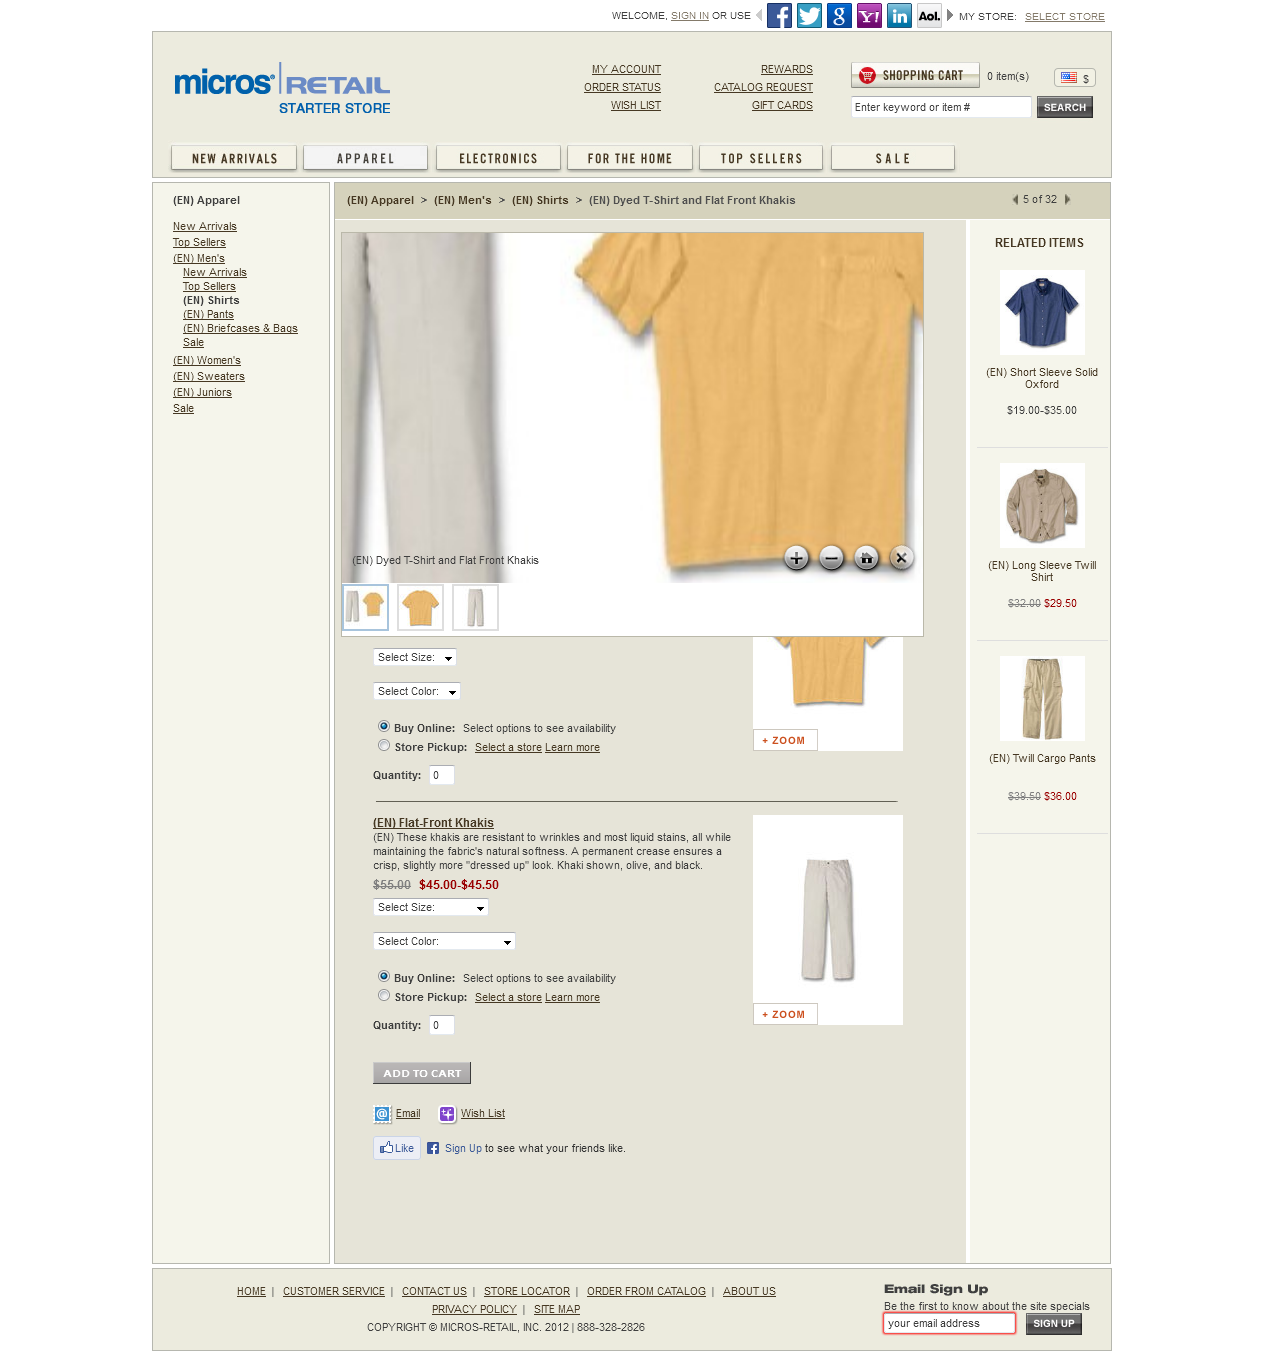 WELCOME, SIGN IN OR USE
Aol.
MY STORE: SELECT STORE
micros RETAIL
STARTER STORE
MY ACCOUNT
ORDER STATUS
WISH LIST
REWARDS
CATALOG REQUEST
GIFT CARDS
SHOPPING CART
0 item(s)
$
Enter keyword or item #
SEARCH
NEW ARRIVALS
APPAREL
ELECTRONICS
FOR THE HOME
TOP SELLERS
SALE
(EN) Apparel
New Arrivals
Top Sellers
(EN) Men's
New Arrivals
Top Sellers
(EN) Shirts
(EN) Pants
(EN) Briefcases & Bags
Sale
(EN) Women's
(EN) Sweaters
(EN) Juniors
Sale
(EN) Apparel > (EN) Men's > (EN) Shirts > (EN) Dyed T-Shirt and Flat Front Khakis
5 of 32
(EN) Dyed T-Shirt and Flat Front Khakis
Select Size:
Select Color:
Buy Online: Select options to see availability
Store Pickup: Select a store Learn more
Quantity: 0
+ ZOOM
(EN) Flat-Front Khakis
(EN) These khakis are resistant to wrinkles and most liquid stains, all while
maintaining the fabric's natural softness. A permanent crease ensures a
crisp, slightly more "dressed up" look. Khaki shown, olive, and black.
$55.00 $45.00-$45.50
Select Size:
Select Color:
Buy Online: Select options to see availability
Store Pickup: Select a store Learn more
Quantity: 0
+ ZOOM
ADD TO CART
Email
Wish List
Like
Sign Up to see what your friends like.
RELATED ITEMS
(EN) Short Sleeve Solid
Oxford
$19.00-$35.00
(EN) Long Sleeve Twill
Shirt
$32.00 $29.50
(EN) Twill Cargo Pants
$39.50 $36.00
HOME | CUSTOMER SERVICE | CONTACT US | STORE LOCATOR | ORDER FROM CATALOG | ABOUT US
PRIVACY POLICY | SITE MAP
COPYRIGHT © MICROS-RETAIL, INC. 2012 | 888-328-2826
Email Sign Up
Be the first to know about the site specials
your email address
SIGN UP